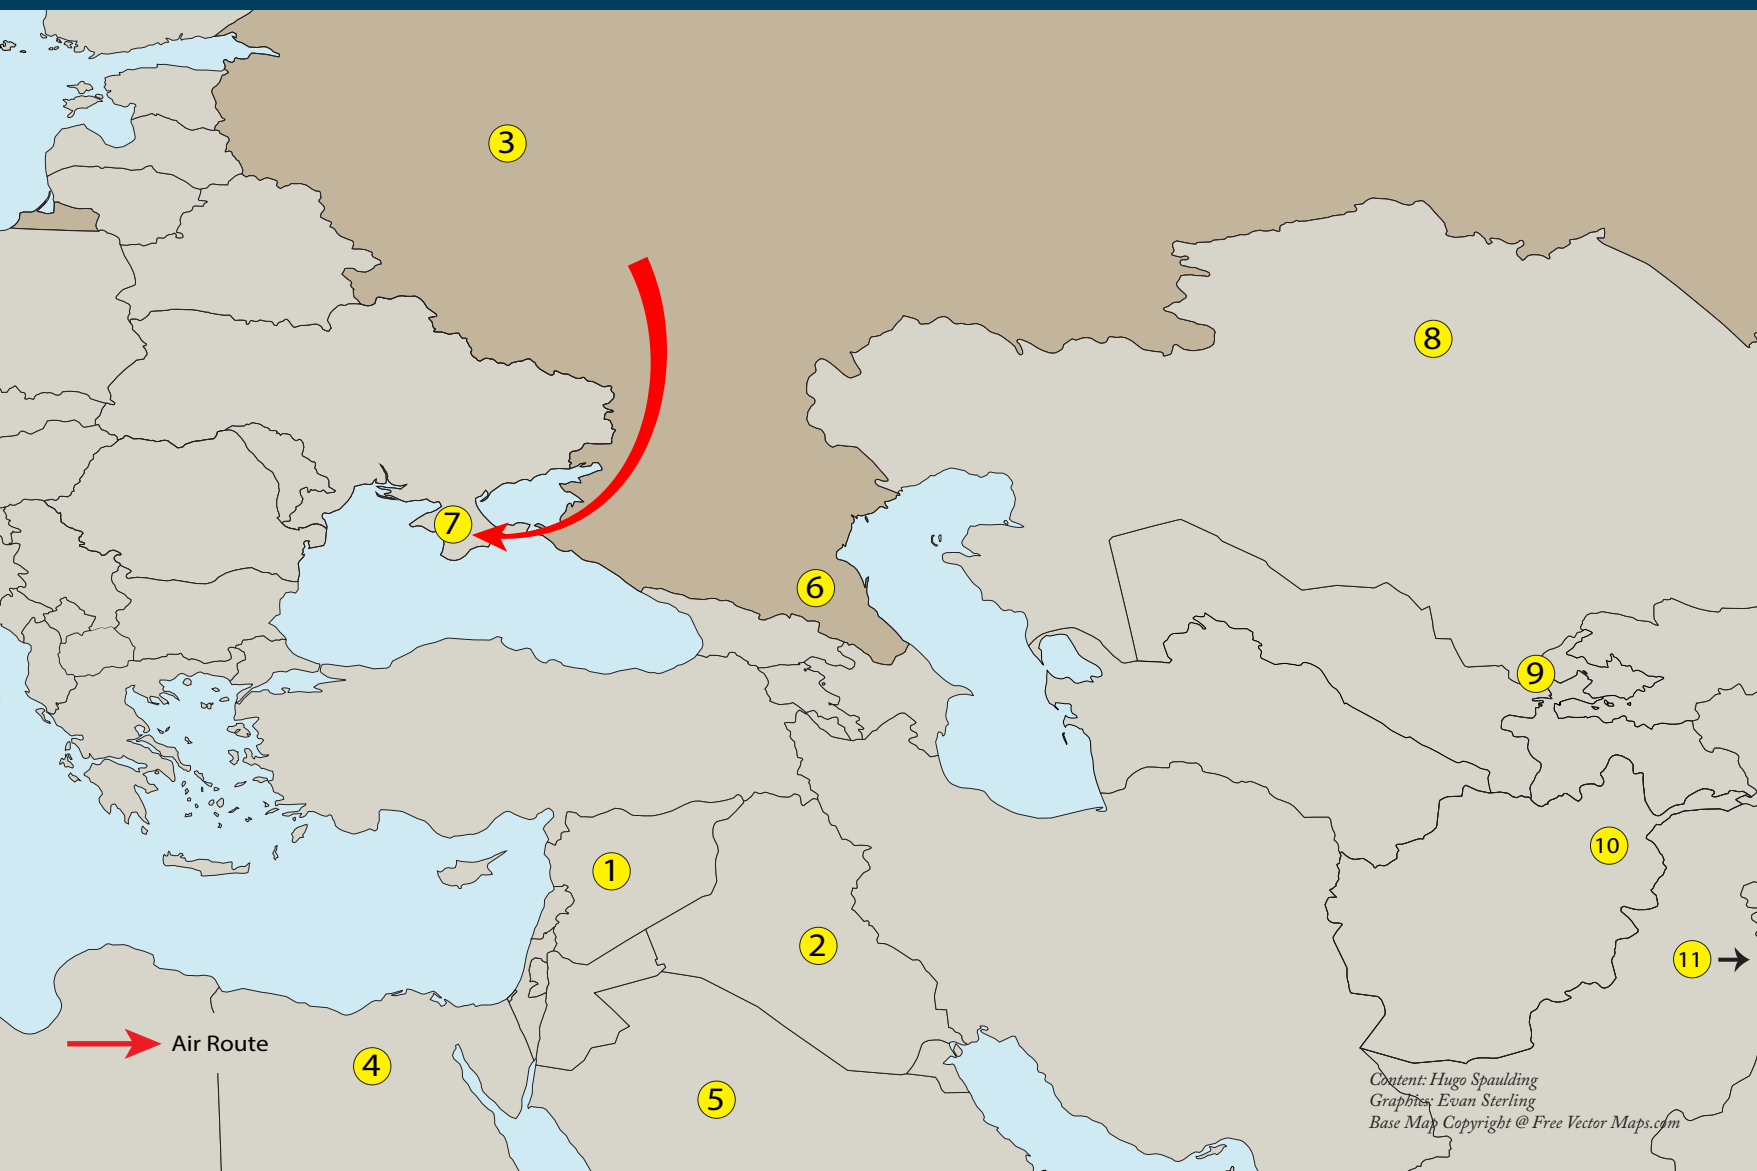 3
8
7
6
9
10
1
2
11
Air Route
4
5
Content: Hugo Spaulding
Graphics: Evan Sterling
Base Map Copyright @ Free Vector Maps.com